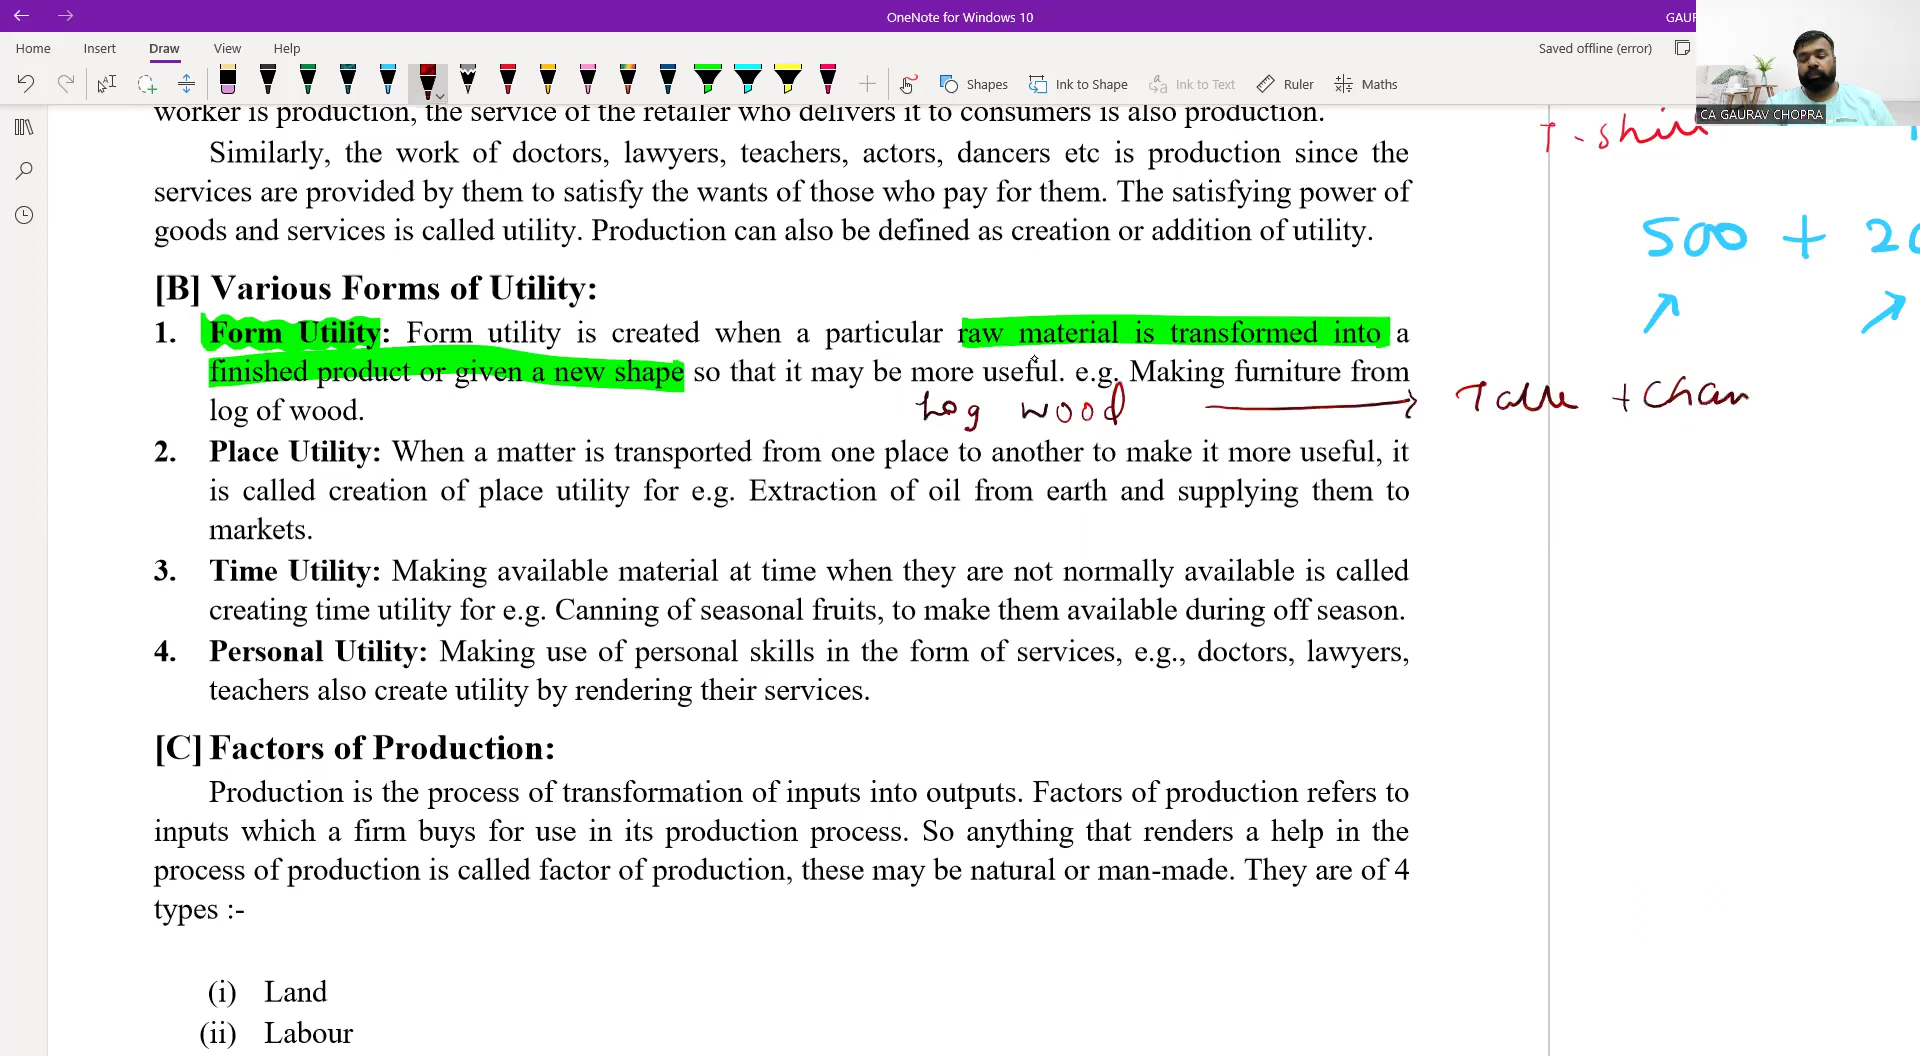 OneNote for Windows 10
GAUR
Home Insert Draw View Help
Saved offline (error)
Shapes Ink to Shape Ink to Text Ruler Maths
CA GAURAV CHOPRA
worker is production, the service of the retailer who delivers it to consumers is also production.
T-shir
Similarly, the work of doctors, lawyers, teachers, actors, dancers etc is production since the
services are provided by them to satisfy the wants of those who pay for them. The satisfying power of
goods and services is called utility. Production can also be defined as creation or addition of utility.
500 + 20
[B] Various Forms of Utility:
1. Form Utility: Form utility is created when a particular raw material is transformed into a
finished product or given a new shape so that it may be more useful. e.g. Making furniture from
log of wood.
Log wood → Table + Chair
2. Place Utility: When a matter is transported from one place to another to make it more useful, it
is called creation of place utility for e.g. Extraction of oil from earth and supplying them to
markets.
3. Time Utility: Making available material at time when they are not normally available is called
creating time utility for e.g. Canning of seasonal fruits, to make them available during off season.
4. Personal Utility: Making use of personal skills in the form of services, e.g., doctors, lawyers,
teachers also create utility by rendering their services.
[C] Factors of Production:
Production is the process of transformation of inputs into outputs. Factors of production refers to
inputs which a firm buys for use in its production process. So anything that renders a help in the
process of production is called factor of production, these may be natural or man-made. They are of 4
types :-
(i) Land
(ii) Labour